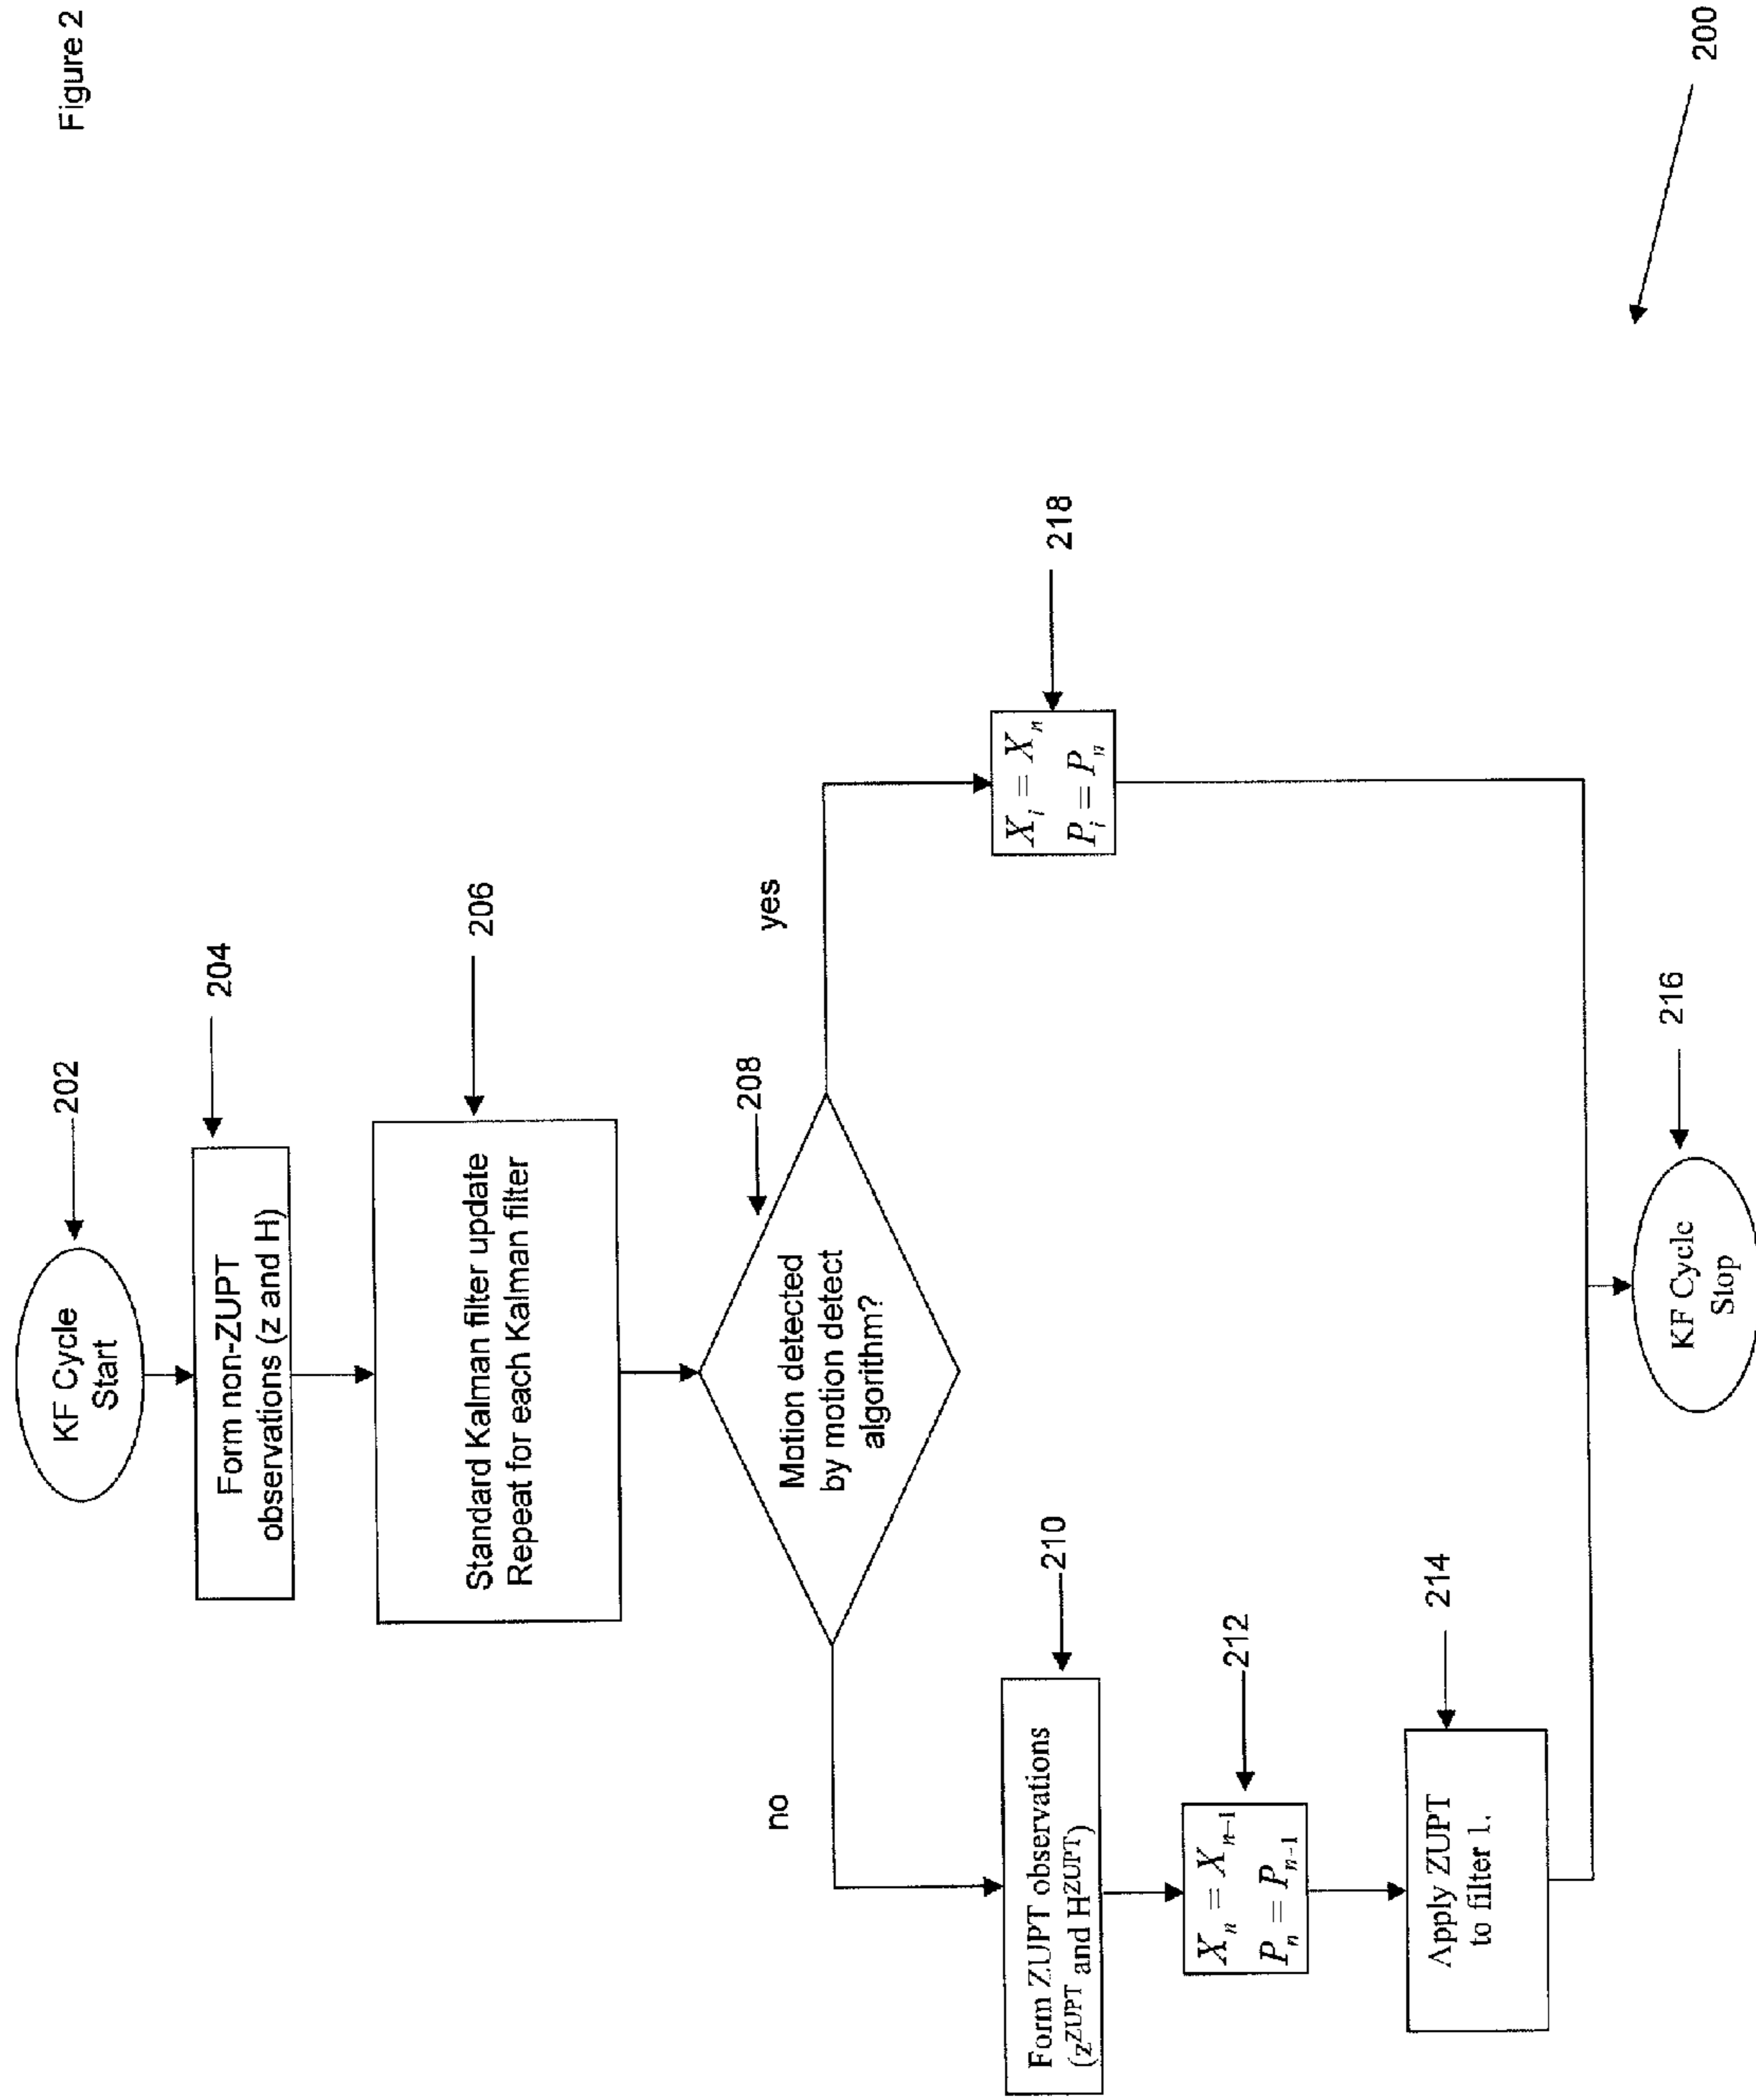 Figure 2
KF Cycle
Start
202
Form non-ZUPT
observations (z and H)
204
Standard Kalman filter update
Repeat for each Kalman filter
206
Motion detected
by motion detect
algorithm?
208
no
yes
Form ZUPT observations
(z^ZUPT and H^ZUPT)
210
X_n = X_{n-1}
P_n = P_{n-1}
212
Apply ZUPT
to filter 1.
214
X_i = X_n
P_i = P_n
218
KF Cycle
Stop
216
200